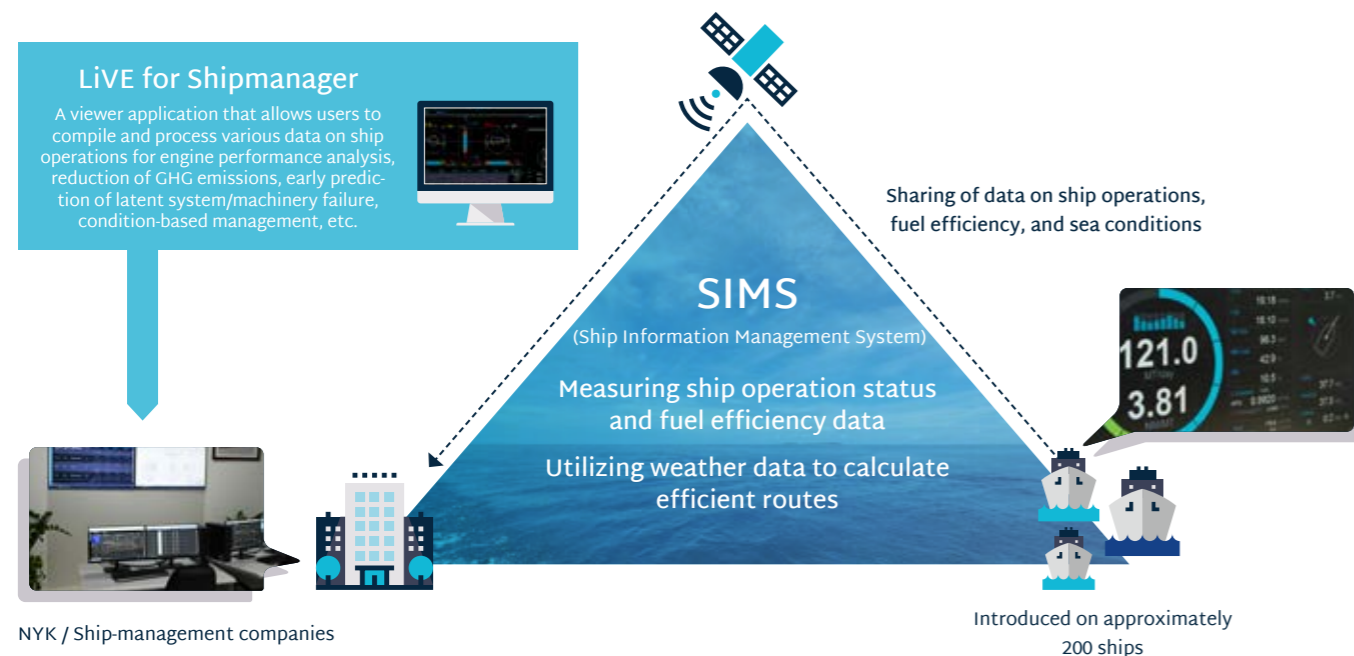 LiVE for Shipmanager
A viewer application that allows users to
compile and process various data on ship
operations for engine performance analysis,
reduction of GHG emissions, early predic-
tion of latent system/machinery failure,
condition-based management, etc.
Sharing of data on ship operations,
fuel efficiency, and sea conditions
SIMS
(Ship Information Management System)
Measuring ship operation status
and fuel efficiency data
Utilizing weather data to calculate
efficient routes
121.0
3.81
NYK / Ship-management companies
Introduced on approximately
200 ships